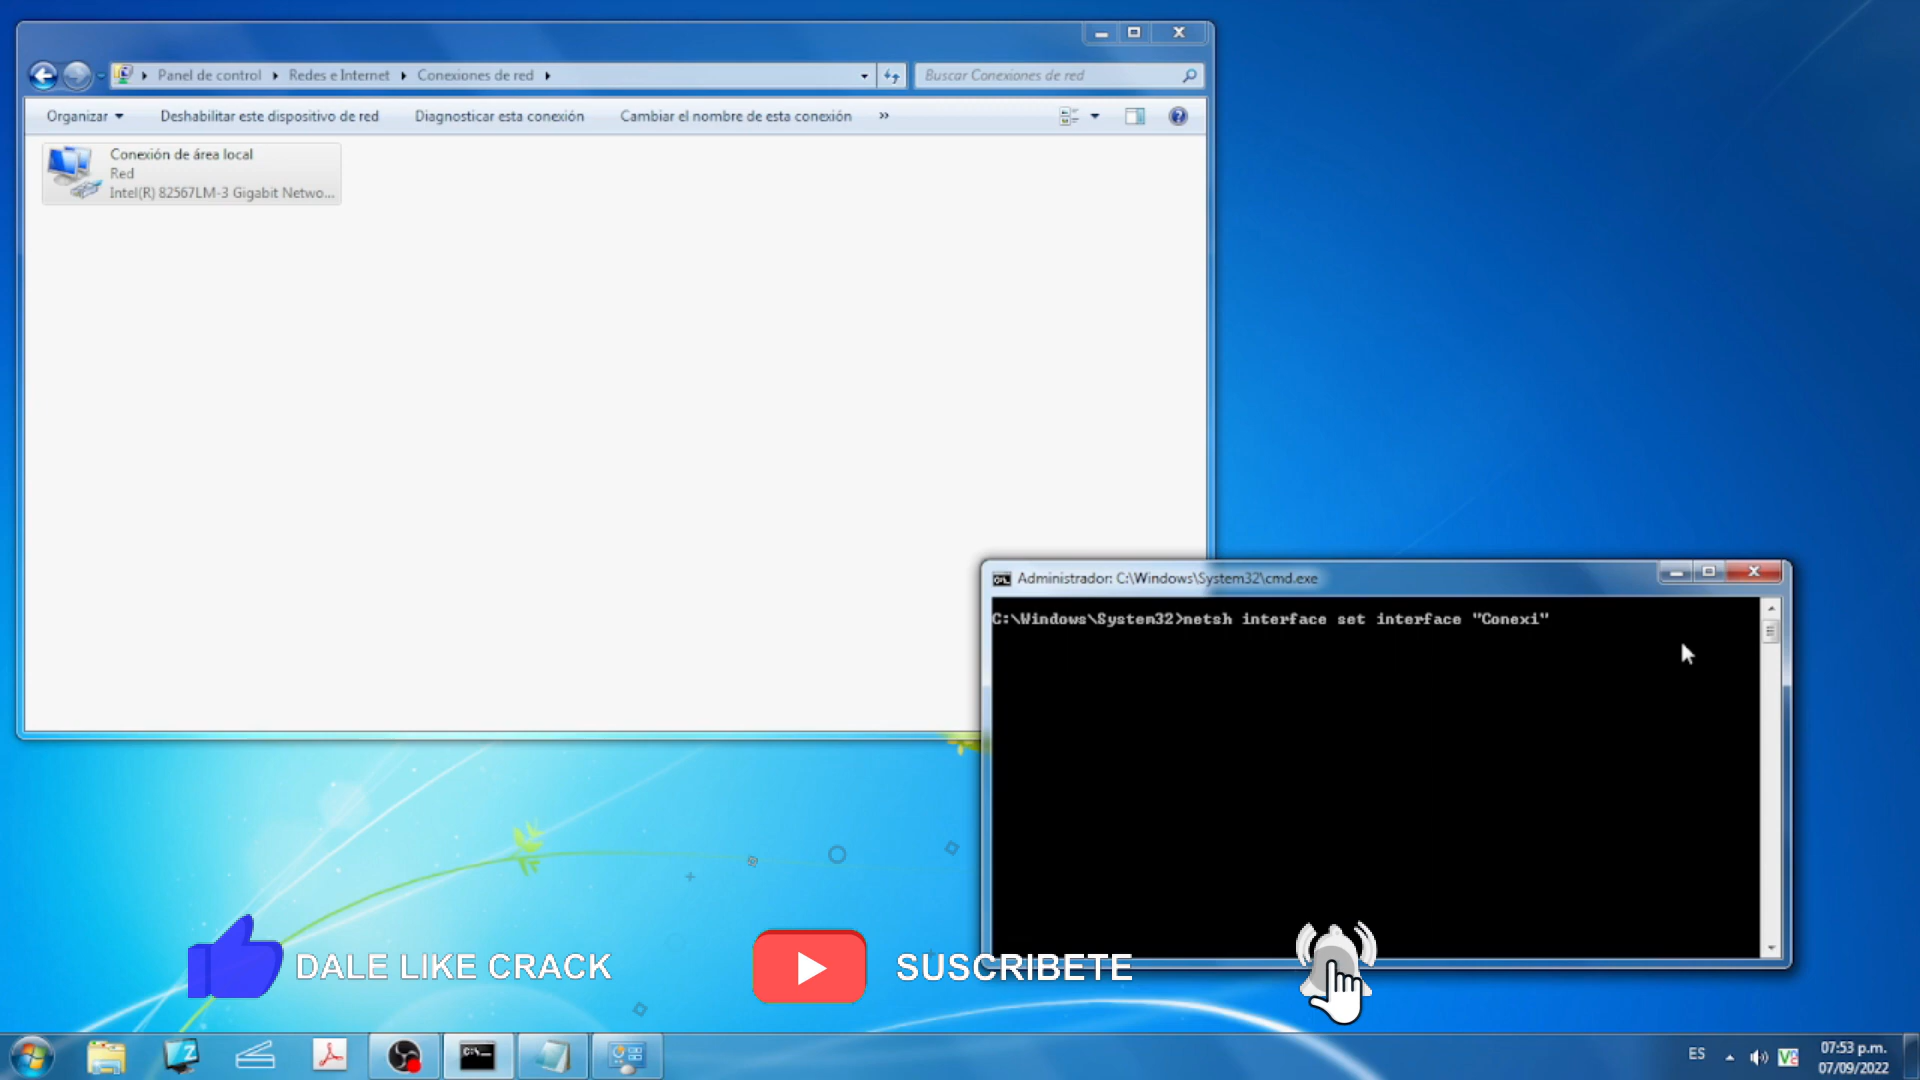 Panel de control
Redes e Internet
Conexiones de red
Buscar Conexiones de red
Organizar
Deshabilitar este dispositivo de red
Diagnosticar esta conexión
Cambiar el nombre de esta conexión
»
Conexión de área local
Red
Intel(R) 82567LM-3 Gigabit Netwo...
Administrador: C:\Windows\System32\cmd.exe
C:\Windows\System32>netsh interface set interface "Conexi"
DALE LIKE CRACK
SUSCRIBETE
ES
07:53 p.m.
07/09/2022